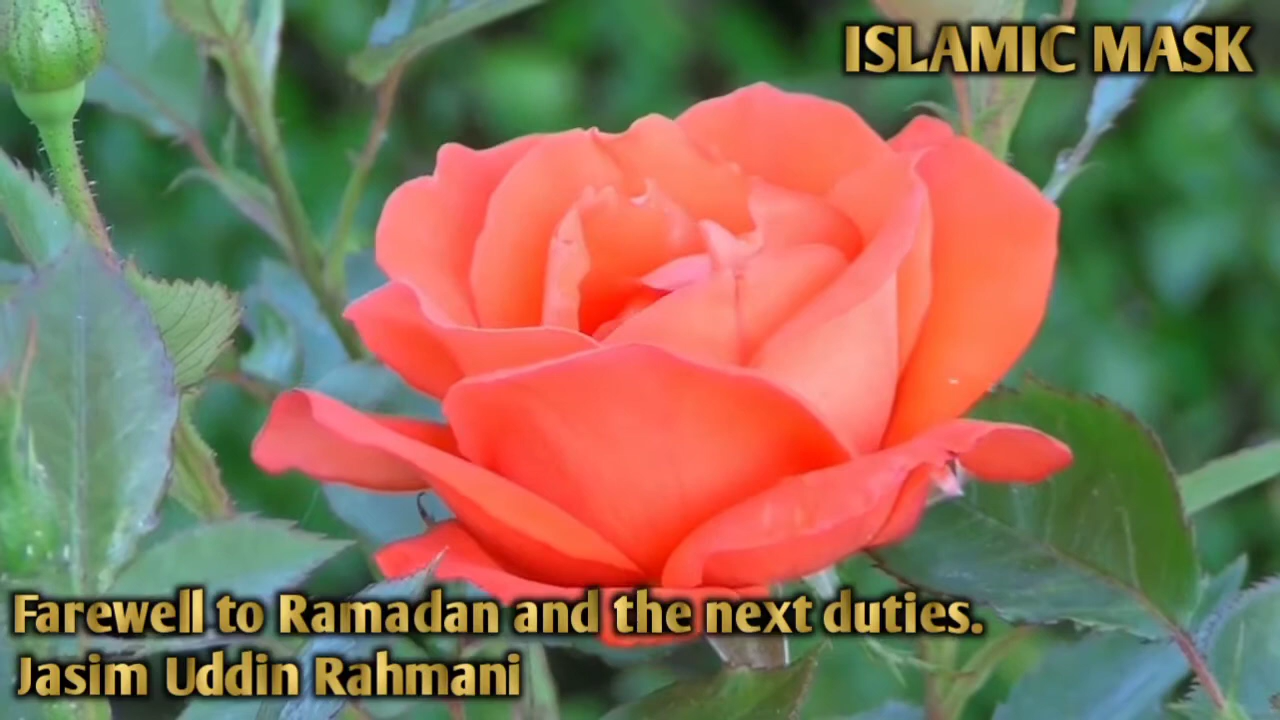 ISLAMIC MASK
Farewell to Ramadan and the next duties.
Jasim Uddin Rahmani